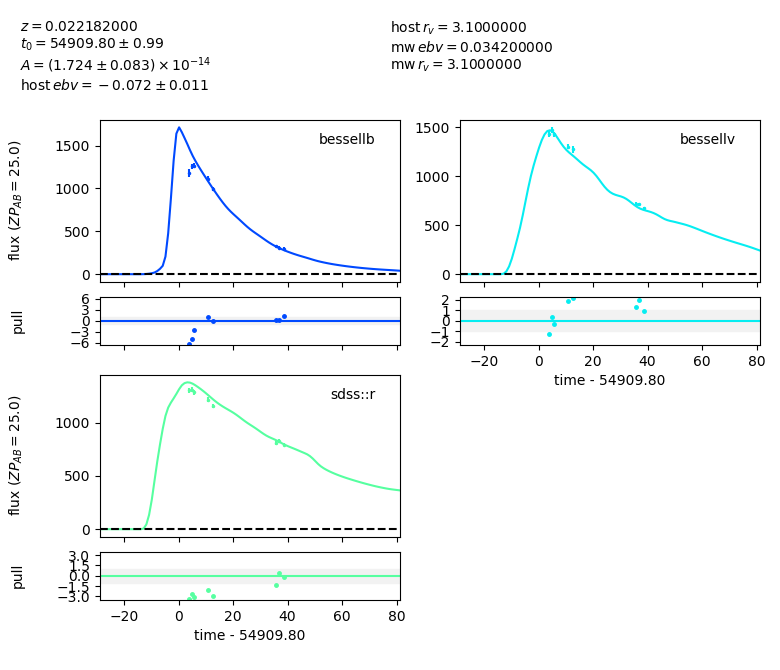 z = 0.022182000
t₀ = 54909.80 ± 0.99
A = (1.724 ± 0.083) × 10⁻¹⁴
host ebv = −0.072 ± 0.011
host r_v = 3.1000000
mw ebv = 0.034200000
mw r_v = 3.1000000
bessellb
flux (ZP_AB = 25.0)
1500
1000
500
0
pull
6
3
0
−3
−6
bessellv
1500
1000
500
0
2
1
0
−1
−2
−20 0 20 40 60 80
time - 54909.80
sdss::r
flux (ZP_AB = 25.0)
1000
500
0
pull
3.0
1.5
0.0
−1.5
−3.0
−20 0 20 40 60 80
time - 54909.80